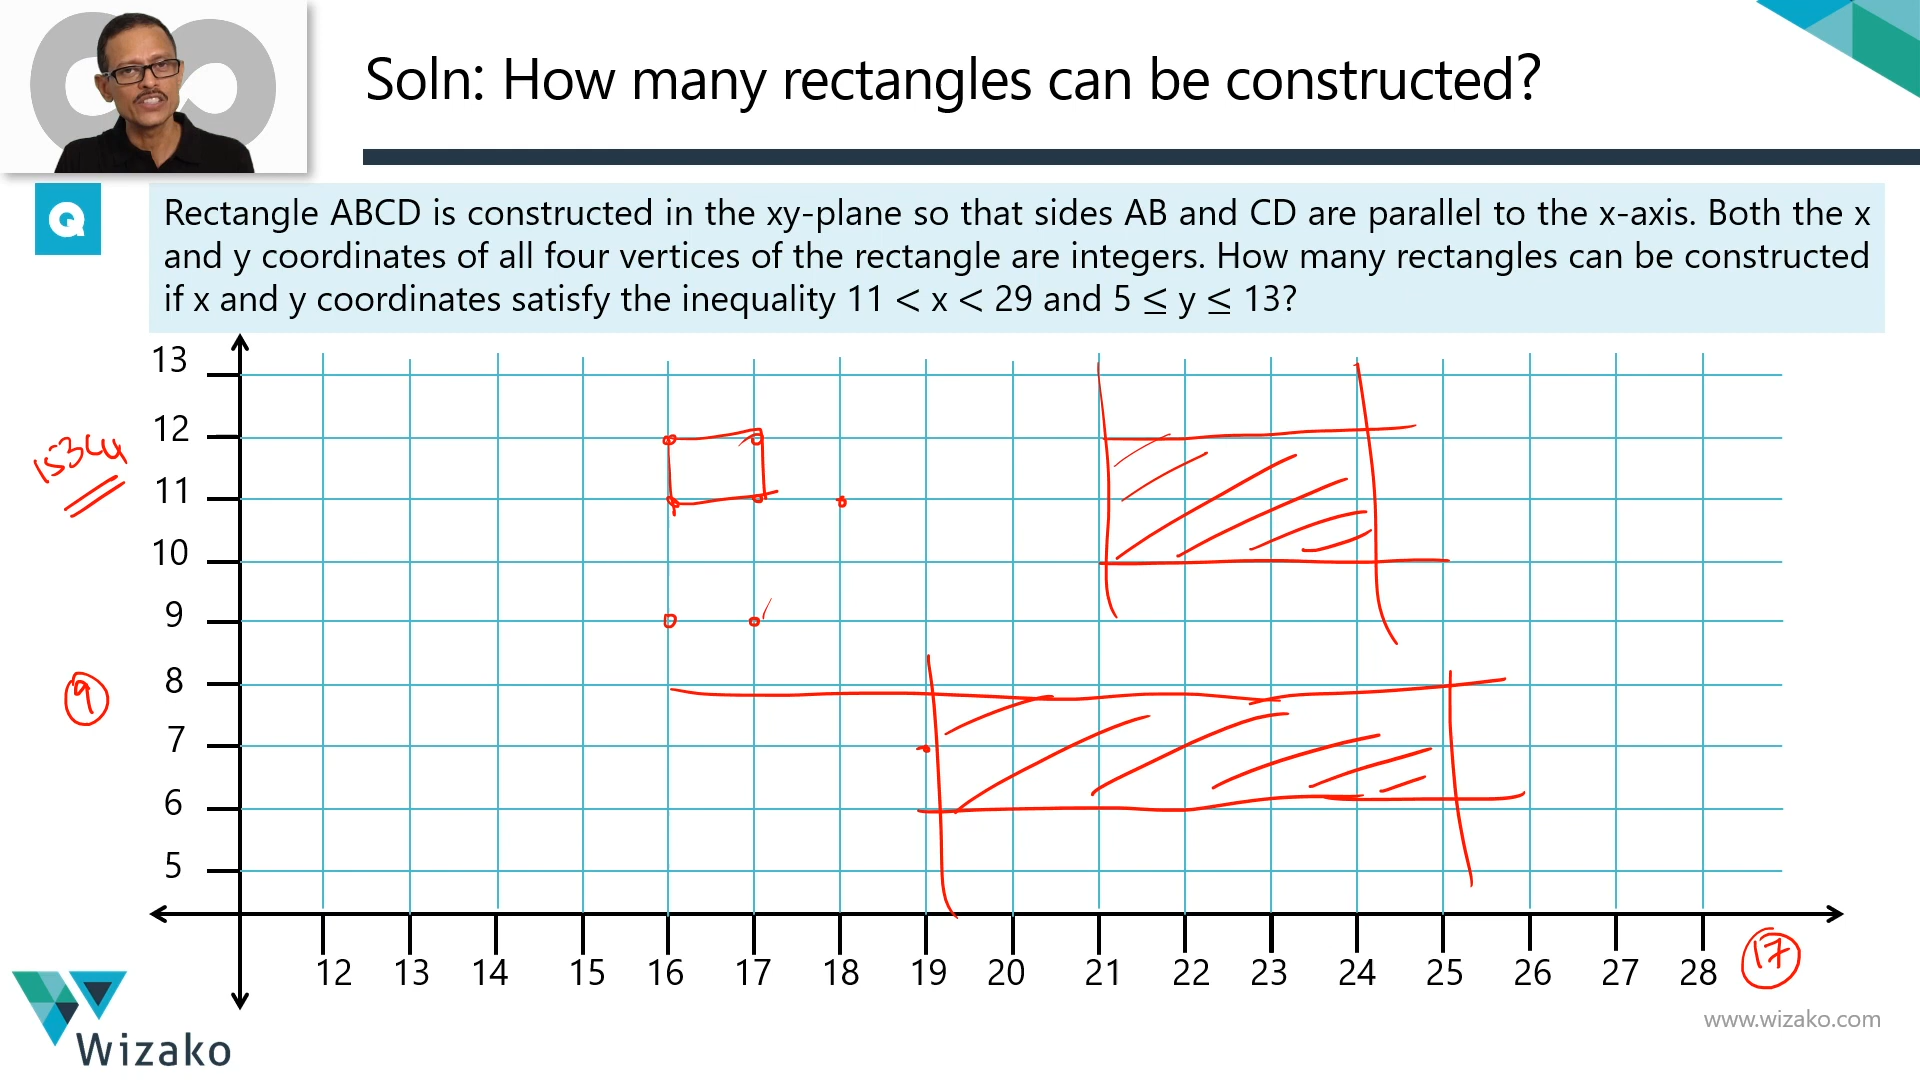 Soln: How many rectangles can be constructed?
Q
Rectangle ABCD is constructed in the xy-plane so that sides AB and CD are parallel to the x-axis. Both the x
and y coordinates of all four vertices of the rectangle are integers. How many rectangles can be constructed
if x and y coordinates satisfy the inequality 11 < x < 29 and 5 ≤ y ≤ 13?
13
12
15344
11
10
9
8
9
7
6
5
12 13 14 15 16 17 18 19 20 21 22 23 24 25 26 27 28 17
www.wizako.com
Wizako